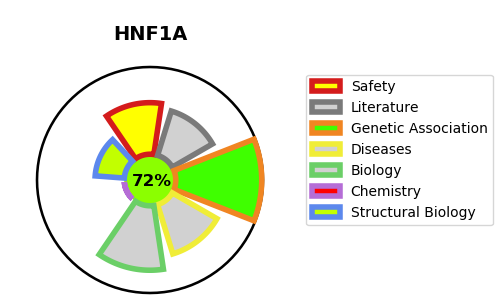 HNF1A
72%
Safety
Literature
Genetic Association
Diseases
Biology
Chemistry
Structural Biology